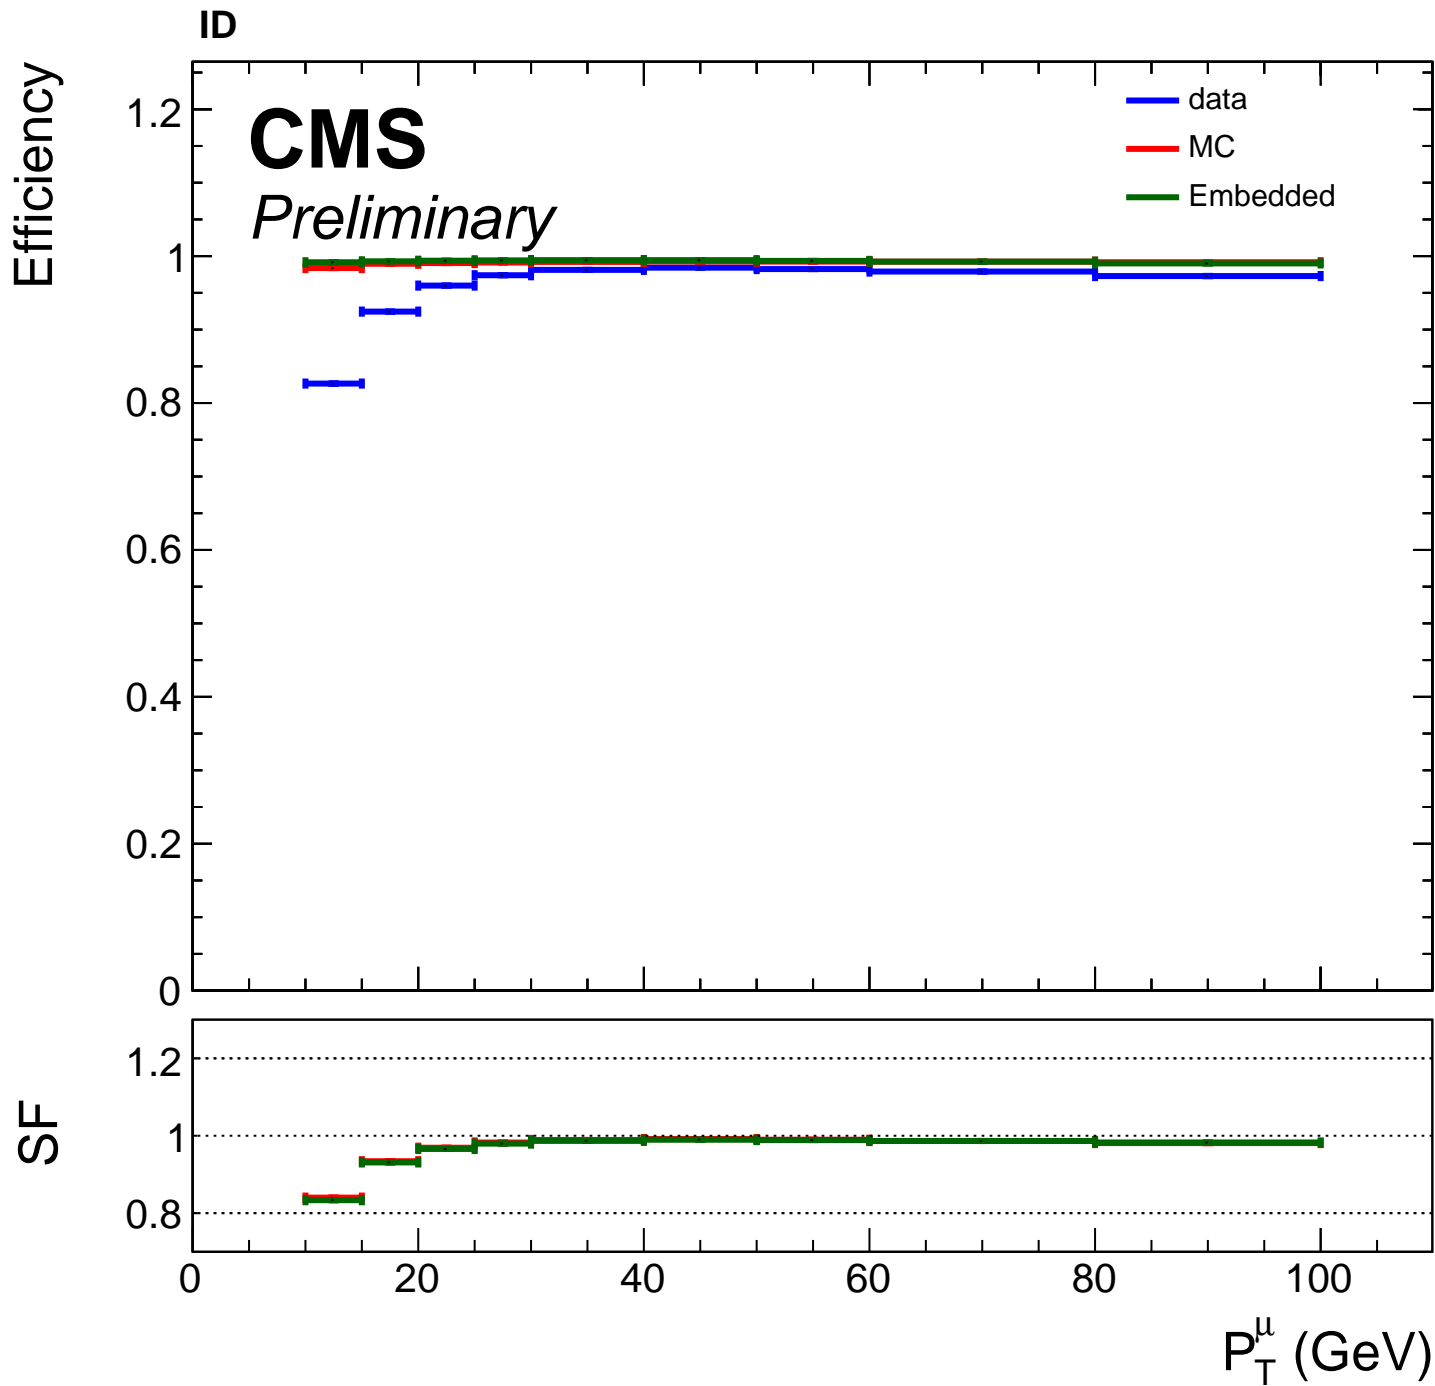 ID
Efficiency
CMS
Preliminary
data
MC
Embedded
1.2
1
0.8
0.6
0.4
0.2
0
SF
1.2
1
0.8
0 20 40 60 80 100
P_T^μ (GeV)